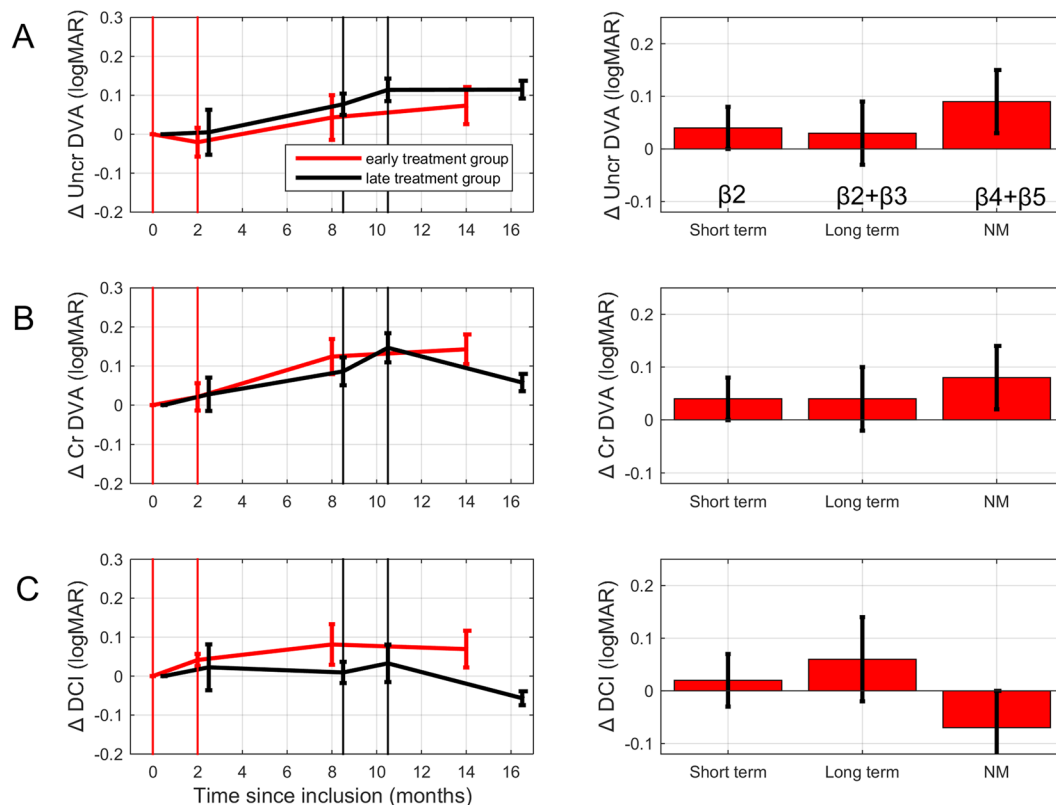 A
Δ Uncr DVA (logMAR)
0.3
0.2
0.1
0
-0.1
-0.2
0 2 4 6 8 10 12 14 16
early treatment group
late treatment group
Δ Uncr DVA (logMAR)
0.2
0.1
0
-0.1
β2 β2+β3 β4+β5
Short term Long term NM
B
Δ Cr DVA (logMAR)
0.3
0.2
0.1
0
-0.1
-0.2
0 2 4 6 8 10 12 14 16
Δ Cr DVA (logMAR)
0.2
0.1
0
-0.1
Short term Long term NM
C
Δ DCI (logMAR)
0.3
0.2
0.1
0
-0.1
-0.2
0 2 4 6 8 10 12 14 16
Time since inclusion (months)
Δ DCI (logMAR)
0.2
0.1
0
-0.1
Short term Long term NM